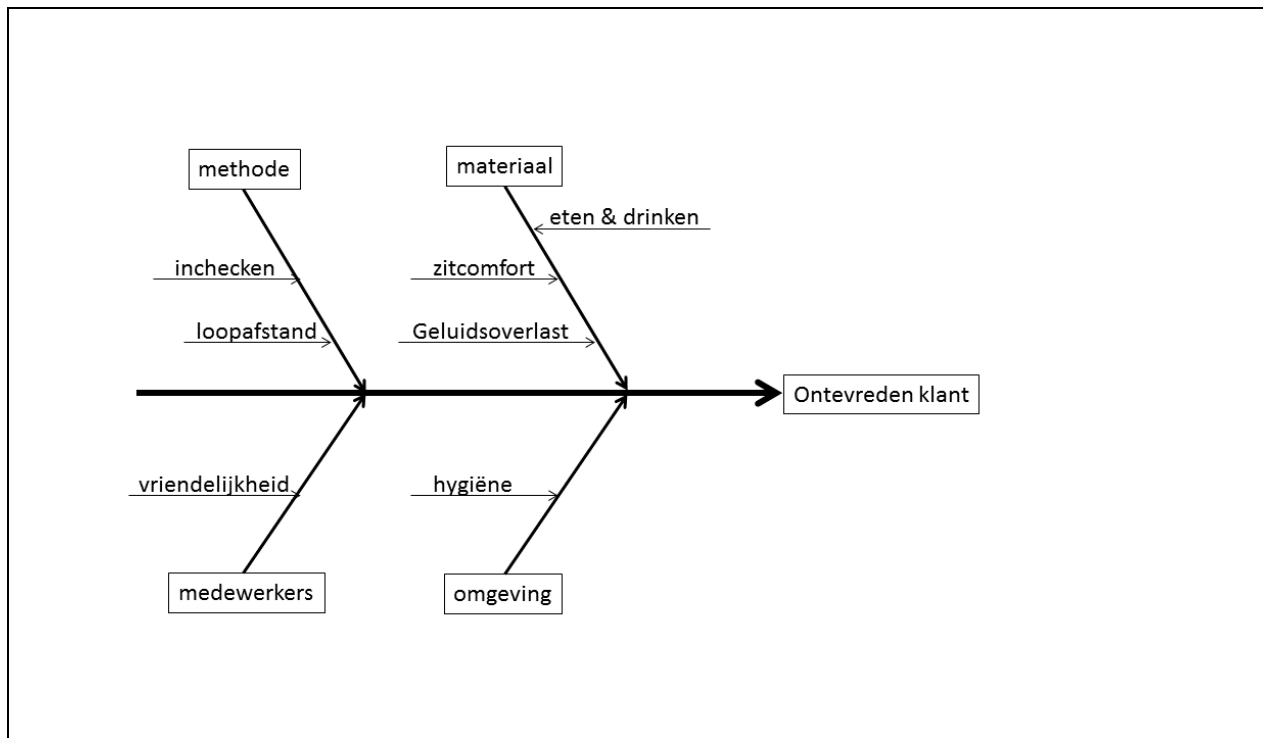 methode
materiaal
eten & drinken
inchecken
zitcomfort
loopafstand
Geluidsoverlast
Ontevreden klant
vriendelijkheid
hygiëne
medewerkers
omgeving